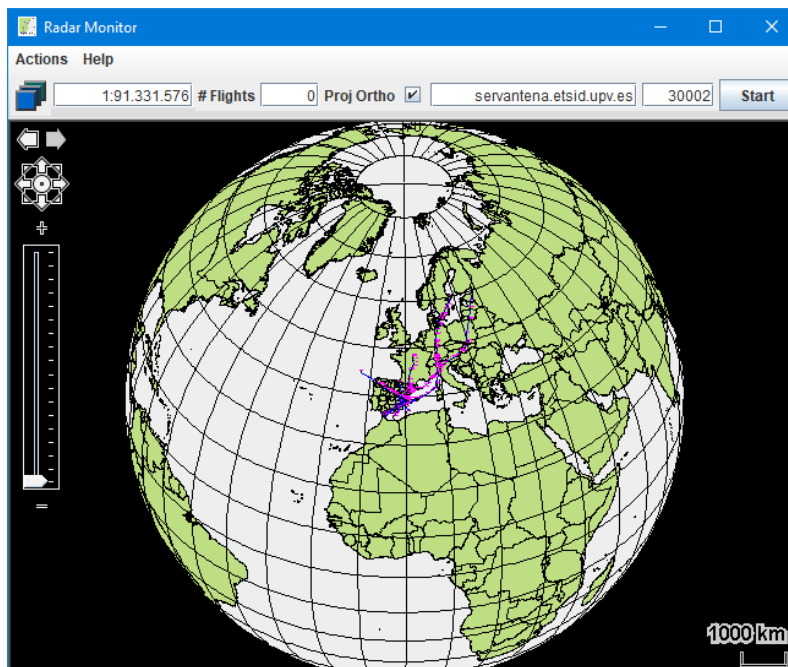 Radar Monitor
Actions Help
1:91.331.576 # Flights 0 Proj Ortho servantena.etsid.upv.es 30002 Start
1000 km